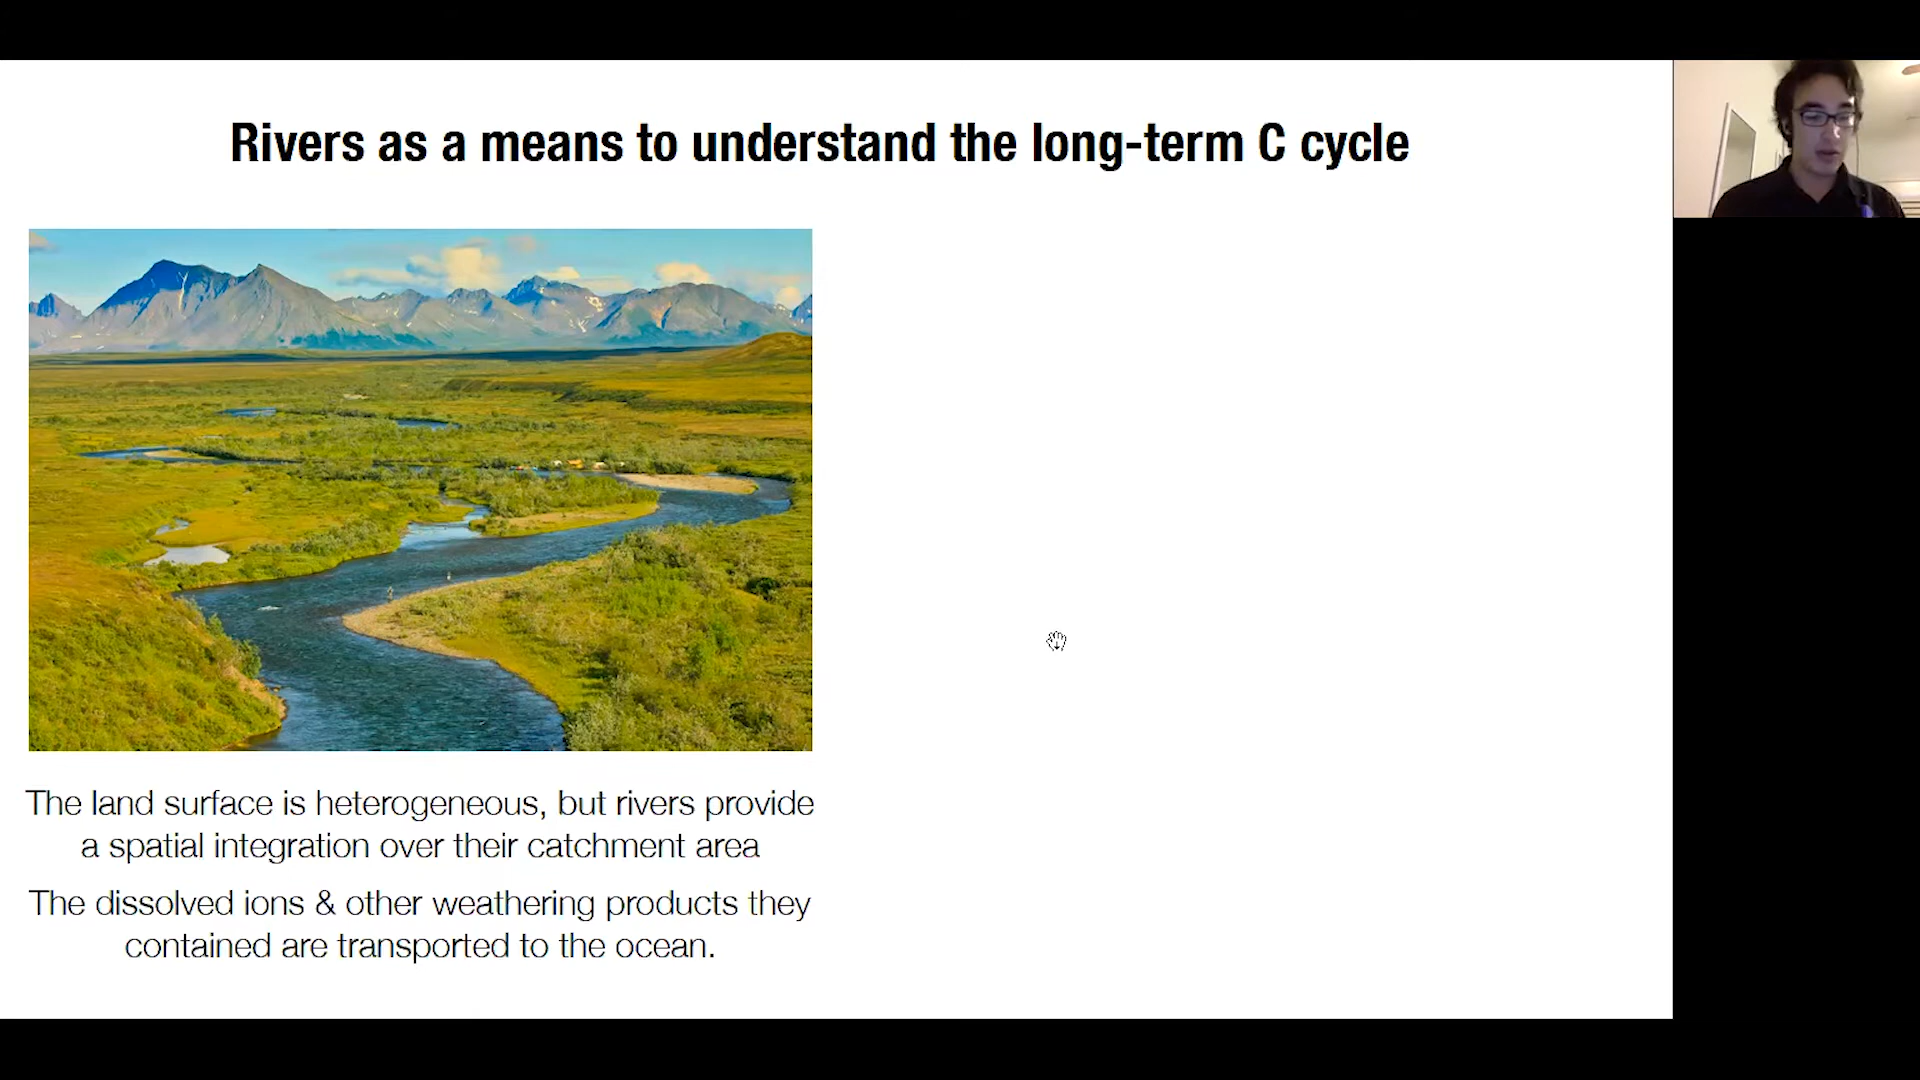 Rivers as a means to understand the long-term C cycle
The land surface is heterogeneous, but rivers provide
a spatial integration over their catchment area
The dissolved ions & other weathering products they
contained are transported to the ocean.